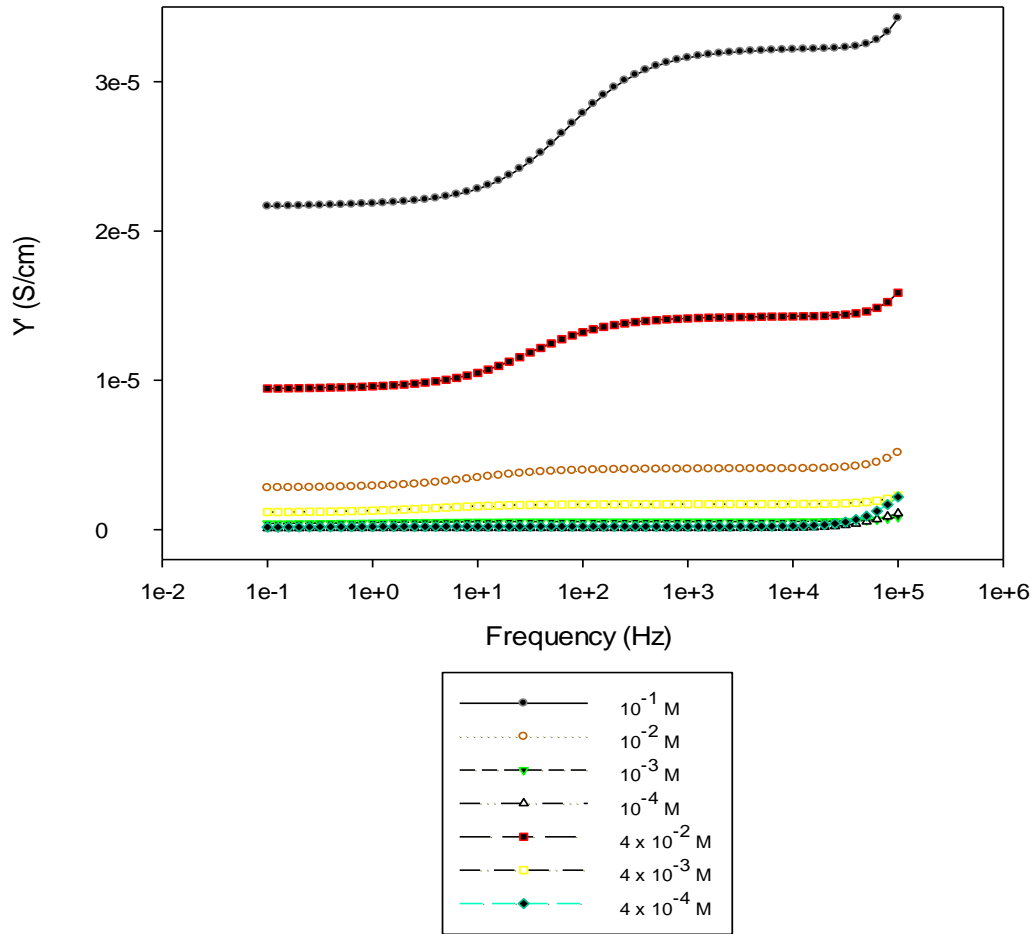 Y' (S/cm)
3e-5
2e-5
1e-5
0
1e-2 1e-1 1e+0 1e+1 1e+2 1e+3 1e+4 1e+5 1e+6
Frequency (Hz)
10⁻¹ M
10⁻² M
10⁻³ M
10⁻⁴ M
4 x 10⁻² M
4 x 10⁻³ M
4 x 10⁻⁴ M